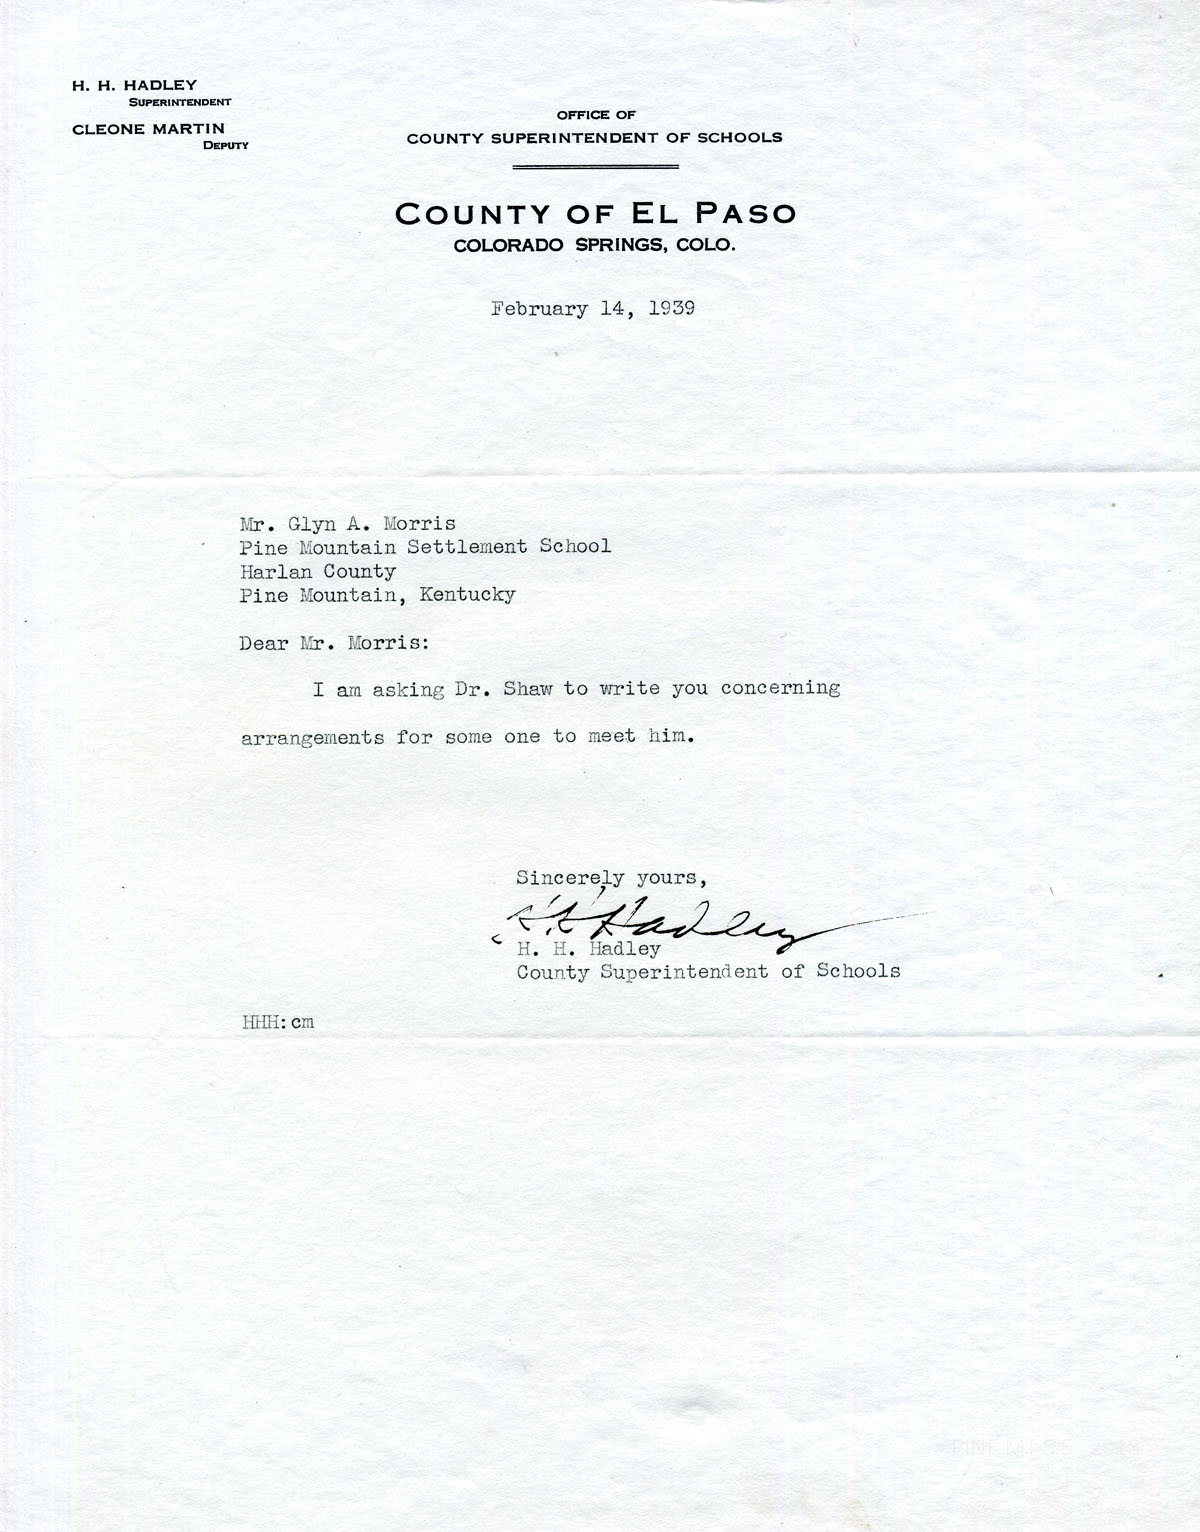 H. H. HADLEY
SUPERINTENDENT
CLEONE MARTIN
DEPUTY
OFFICE OF
COUNTY SUPERINTENDENT OF SCHOOLS
COUNTY OF EL PASO
COLORADO SPRINGS, COLO.
February 14, 1939
Mr. Glyn A. Morris
Pine Mountain Settlement School
Harlan County
Pine Mountain, Kentucky
Dear Mr. Morris:
I am asking Dr. Shaw to write you concerning
arrangements for some one to meet him.
Sincerely yours,
H H Hadley
H. H. Hadley
County Superintendent of Schools
HHH:cm